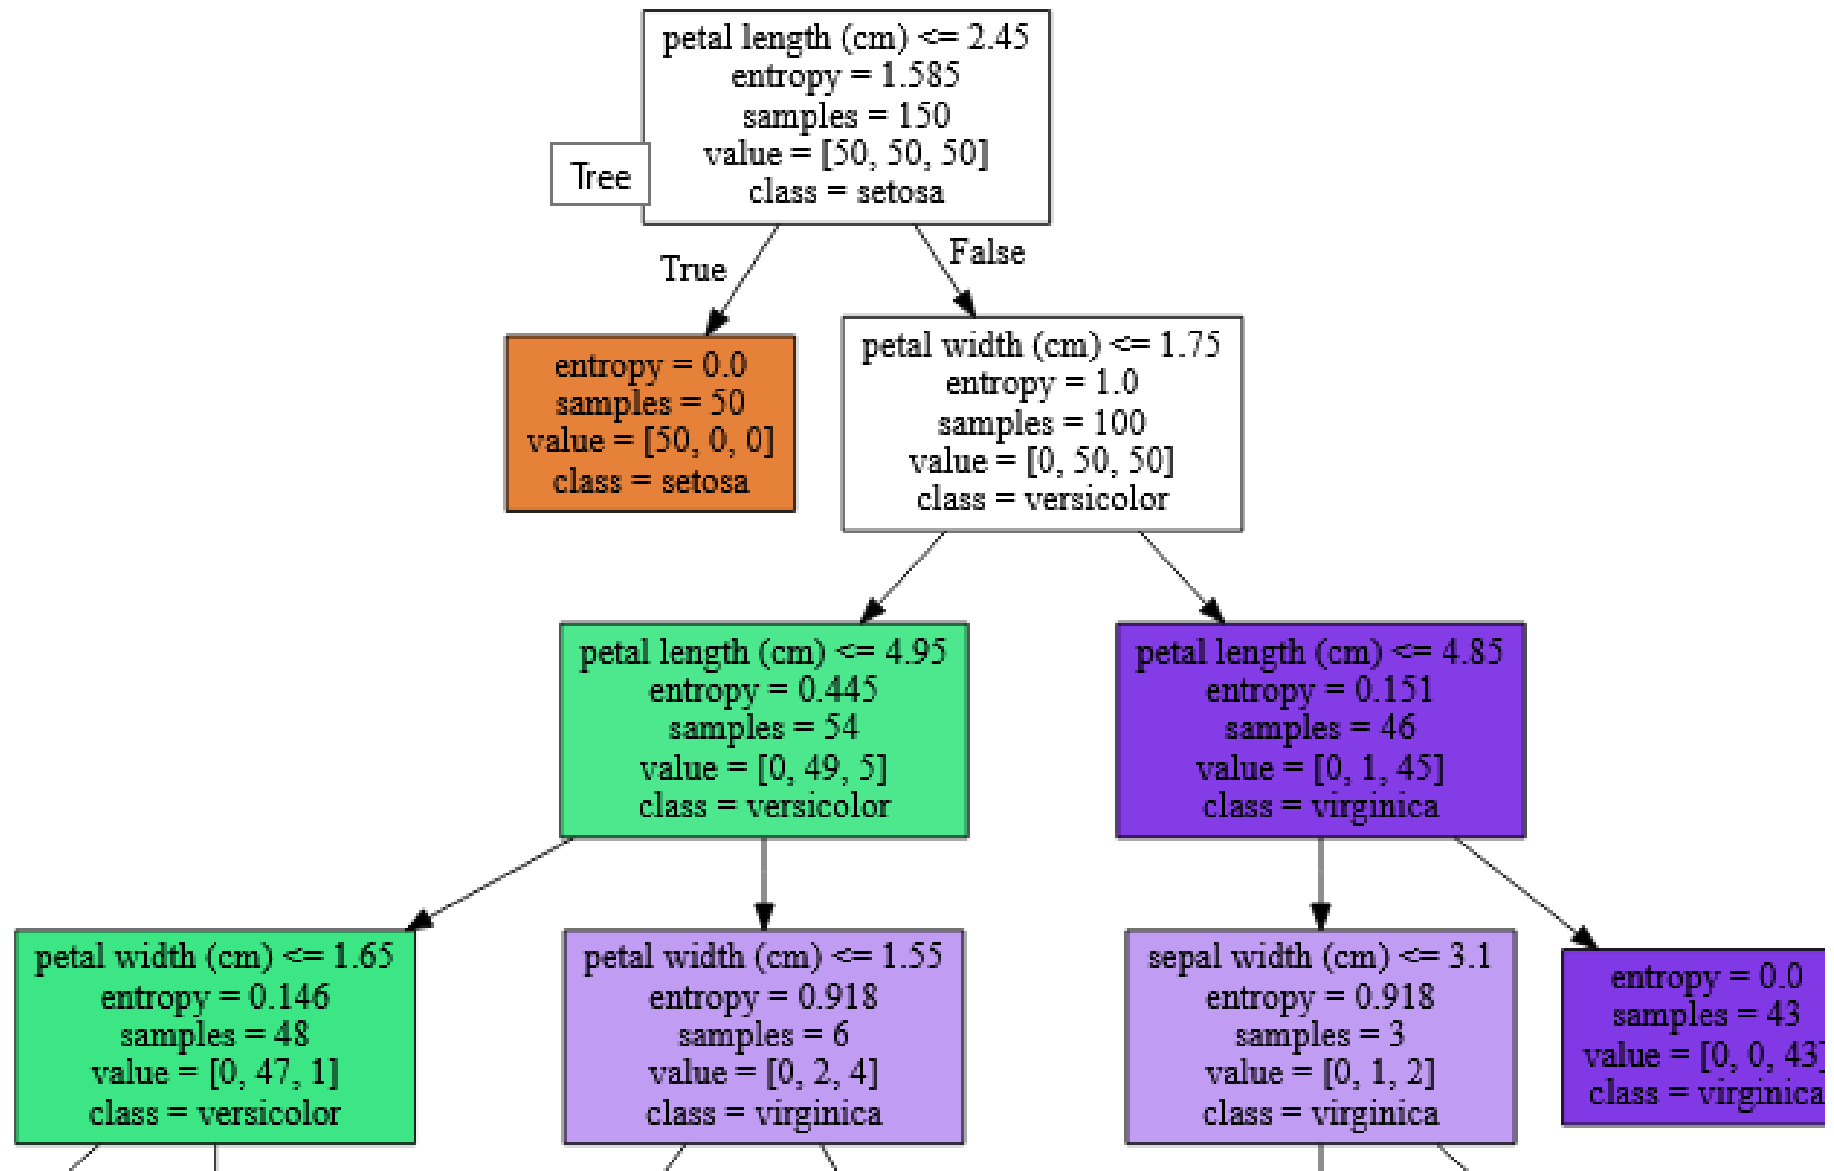 petal length (cm) <= 2.45
entropy = 1.585
samples = 150
value = [50, 50, 50]
class = setosa
Tree
True
False
entropy = 0.0
samples = 50
value = [50, 0, 0]
class = setosa
petal width (cm) <= 1.75
entropy = 1.0
samples = 100
value = [0, 50, 50]
class = versicolor
petal length (cm) <= 4.95
entropy = 0.445
samples = 54
value = [0, 49, 5]
class = versicolor
petal length (cm) <= 4.85
entropy = 0.151
samples = 46
value = [0, 1, 45]
class = virginica
petal width (cm) <= 1.65
entropy = 0.146
samples = 48
value = [0, 47, 1]
class = versicolor
petal width (cm) <= 1.55
entropy = 0.918
samples = 6
value = [0, 2, 4]
class = virginica
sepal width (cm) <= 3.1
entropy = 0.918
samples = 3
value = [0, 1, 2]
class = virginica
entropy = 0.0
samples = 43
value = [0, 0, 43]
class = virginica